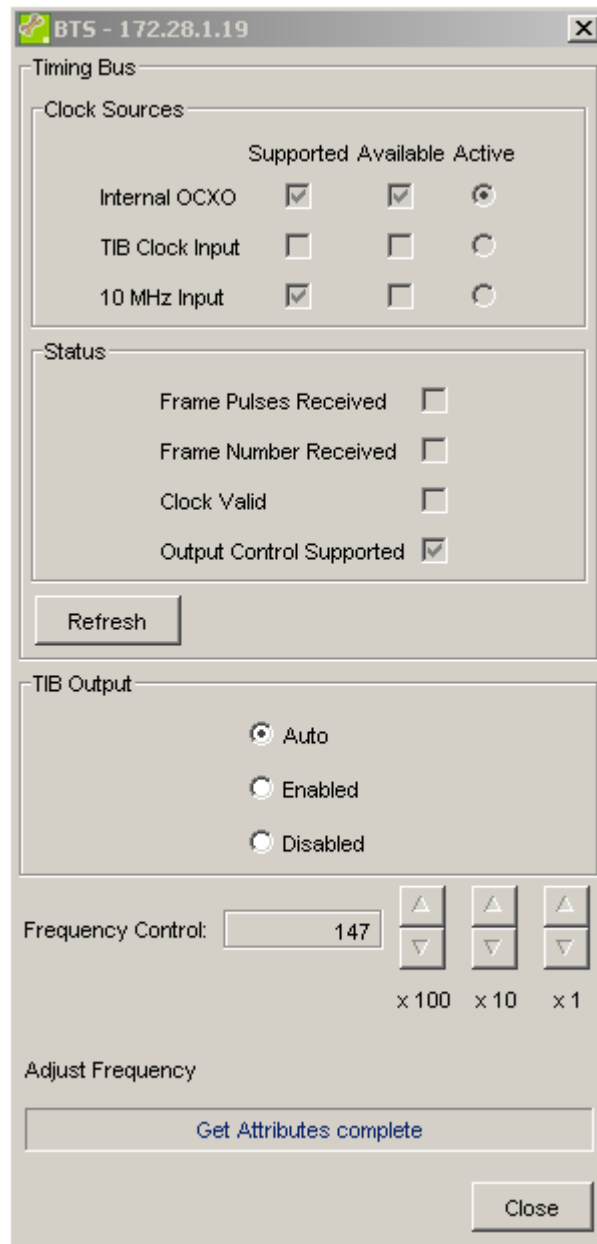 BTS - 172.28.1.19
Timing Bus
Clock Sources
Supported Available Active
Internal OCXO
TIB Clock Input
10 MHz Input
Status
Frame Pulses Received
Frame Number Received
Clock Valid
Output Control Supported
Refresh
TIB Output
Auto
Enabled
Disabled
Frequency Control: 147
x 100 x 10 x 1
Adjust Frequency
Get Attributes complete
Close